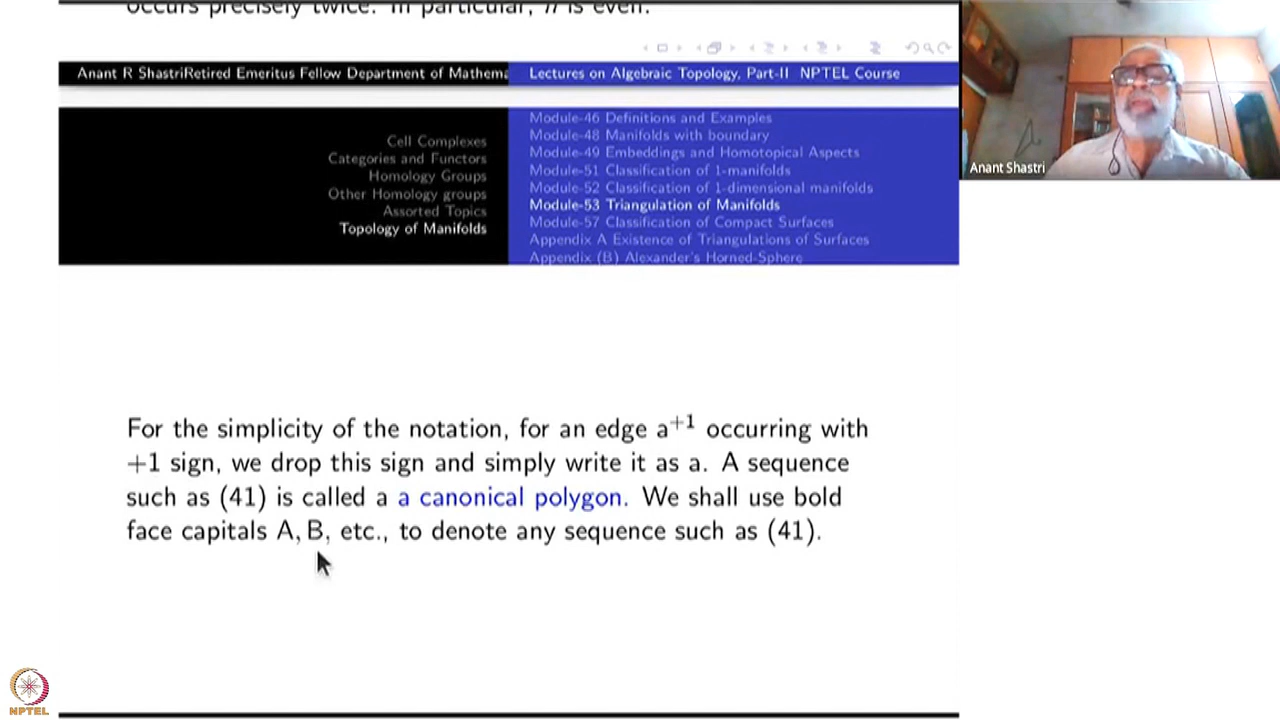 occurs precisely twice. In particular, n is even.
Anant R ShastriRetired Emeritus Fellow Department of Mathema
Lectures on Algebraic Topology, Part-II NPTEL Course
Cell Complexes
Categories and Functors
Homology Groups
Other Homology groups
Assorted Topics
Topology of Manifolds
Module-46 Definitions and Examples
Module-48 Manifolds with boundary
Module-49 Embeddings and Homotopical Aspects
Module-51 Classification of 1-manifolds
Module-52 Classification of 1-dimensional manifolds
Module-53 Triangulation of Manifolds
Module-57 Classification of Compact Surfaces
Appendix A Existence of Triangulations of Surfaces
Appendix (B) Alexander's Horned-Sphere
Anant Shastri
For the simplicity of the notation, for an edge a⁺¹ occurring with
+1 sign, we drop this sign and simply write it as a. A sequence
such as (41) is called a a canonical polygon. We shall use bold
face capitals A, B, etc., to denote any sequence such as (41).
NPTEL